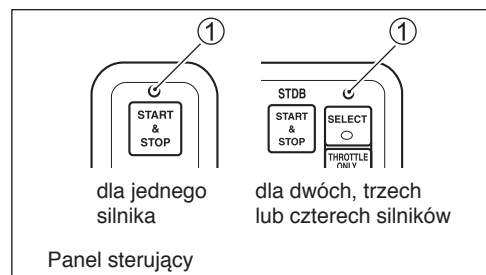 ① ①
START
&
STOP
STDB
START
&
STOP
SELECT
THROTTLE
ONLY
dla jednego
silnika
dla dwóch, trzech
lub czterech silników
Panel sterujący